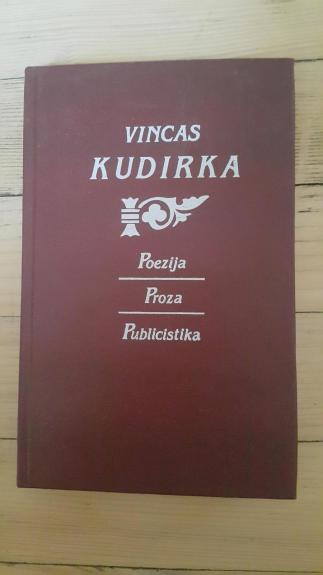 VINCAS
KUDIRKA
Poezija
Proza
Publicistika